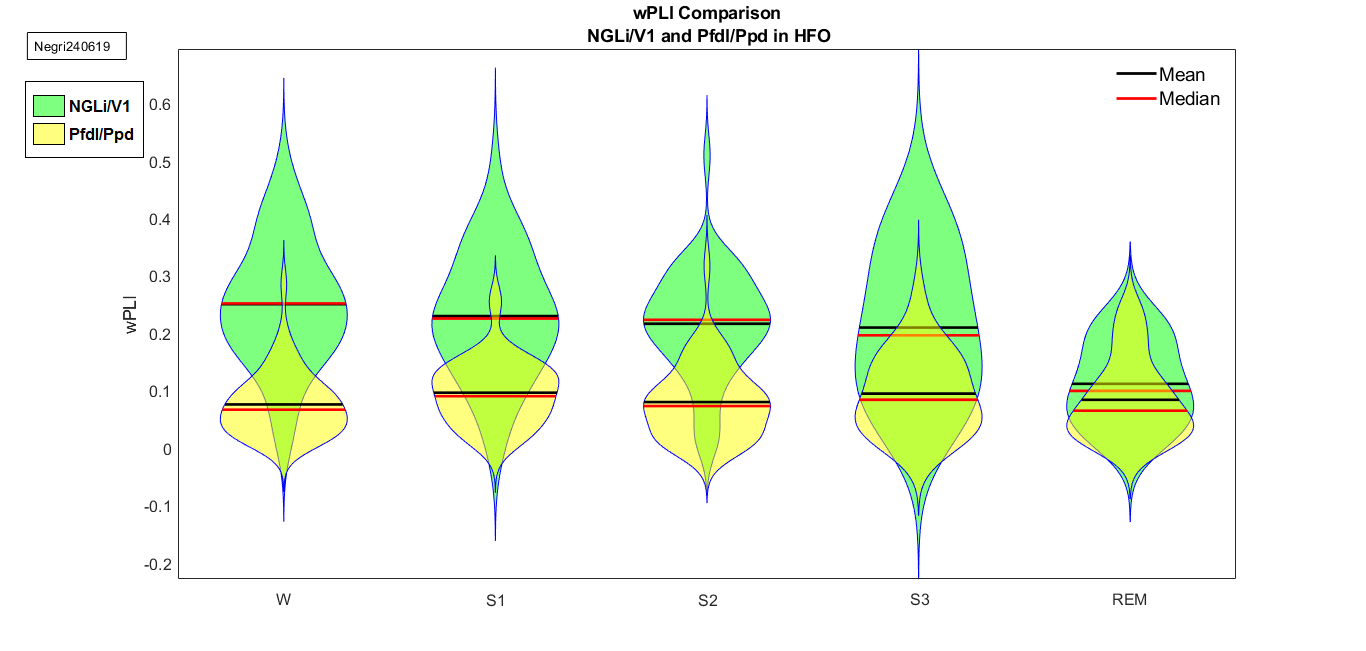 wPLI Comparison
NGLi/V1 and Pfdl/Ppd in HFO
Negri240619
NGLi/V1
Pfdl/Ppd
Mean
Median
wPLI
0.6
0.5
0.4
0.3
0.2
0.1
0
-0.1
-0.2
W
S1
S2
S3
REM